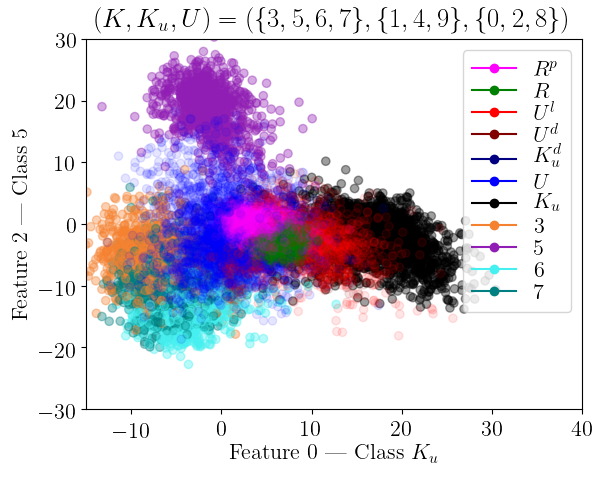 (K, K_u, U) = ({3, 5, 6, 7}, {1, 4, 9}, {0, 2, 8})
30
20
10
0
−10
−20
−30
Feature 2 — Class 5
R^p
R
U^l
U^d
K_u^d
U
K_u
3
5
6
7
−10
0
10
20
30
40
Feature 0 — Class K_u